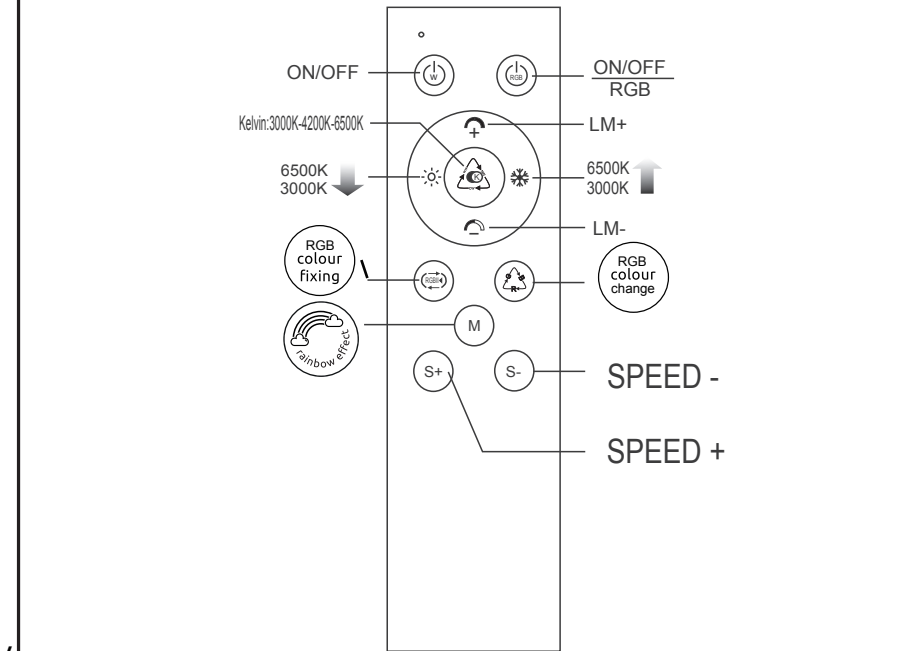 ON/OFF
W
RGB
ON/OFF
RGB
Kelvin:3000K-4200K-6500K
LM+
6500K
3000K
K
6500K
3000K
LM-
RGB
colour
fixing
RGB
R
RGB
colour
change
rainbow effect
M
S+
S-
SPEED -
SPEED +